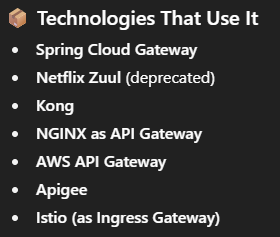 📦 Technologies That Use It
• Spring Cloud Gateway
• Netflix Zuul (deprecated)
• Kong
• NGINX as API Gateway
• AWS API Gateway
• Apigee
• Istio (as Ingress Gateway)